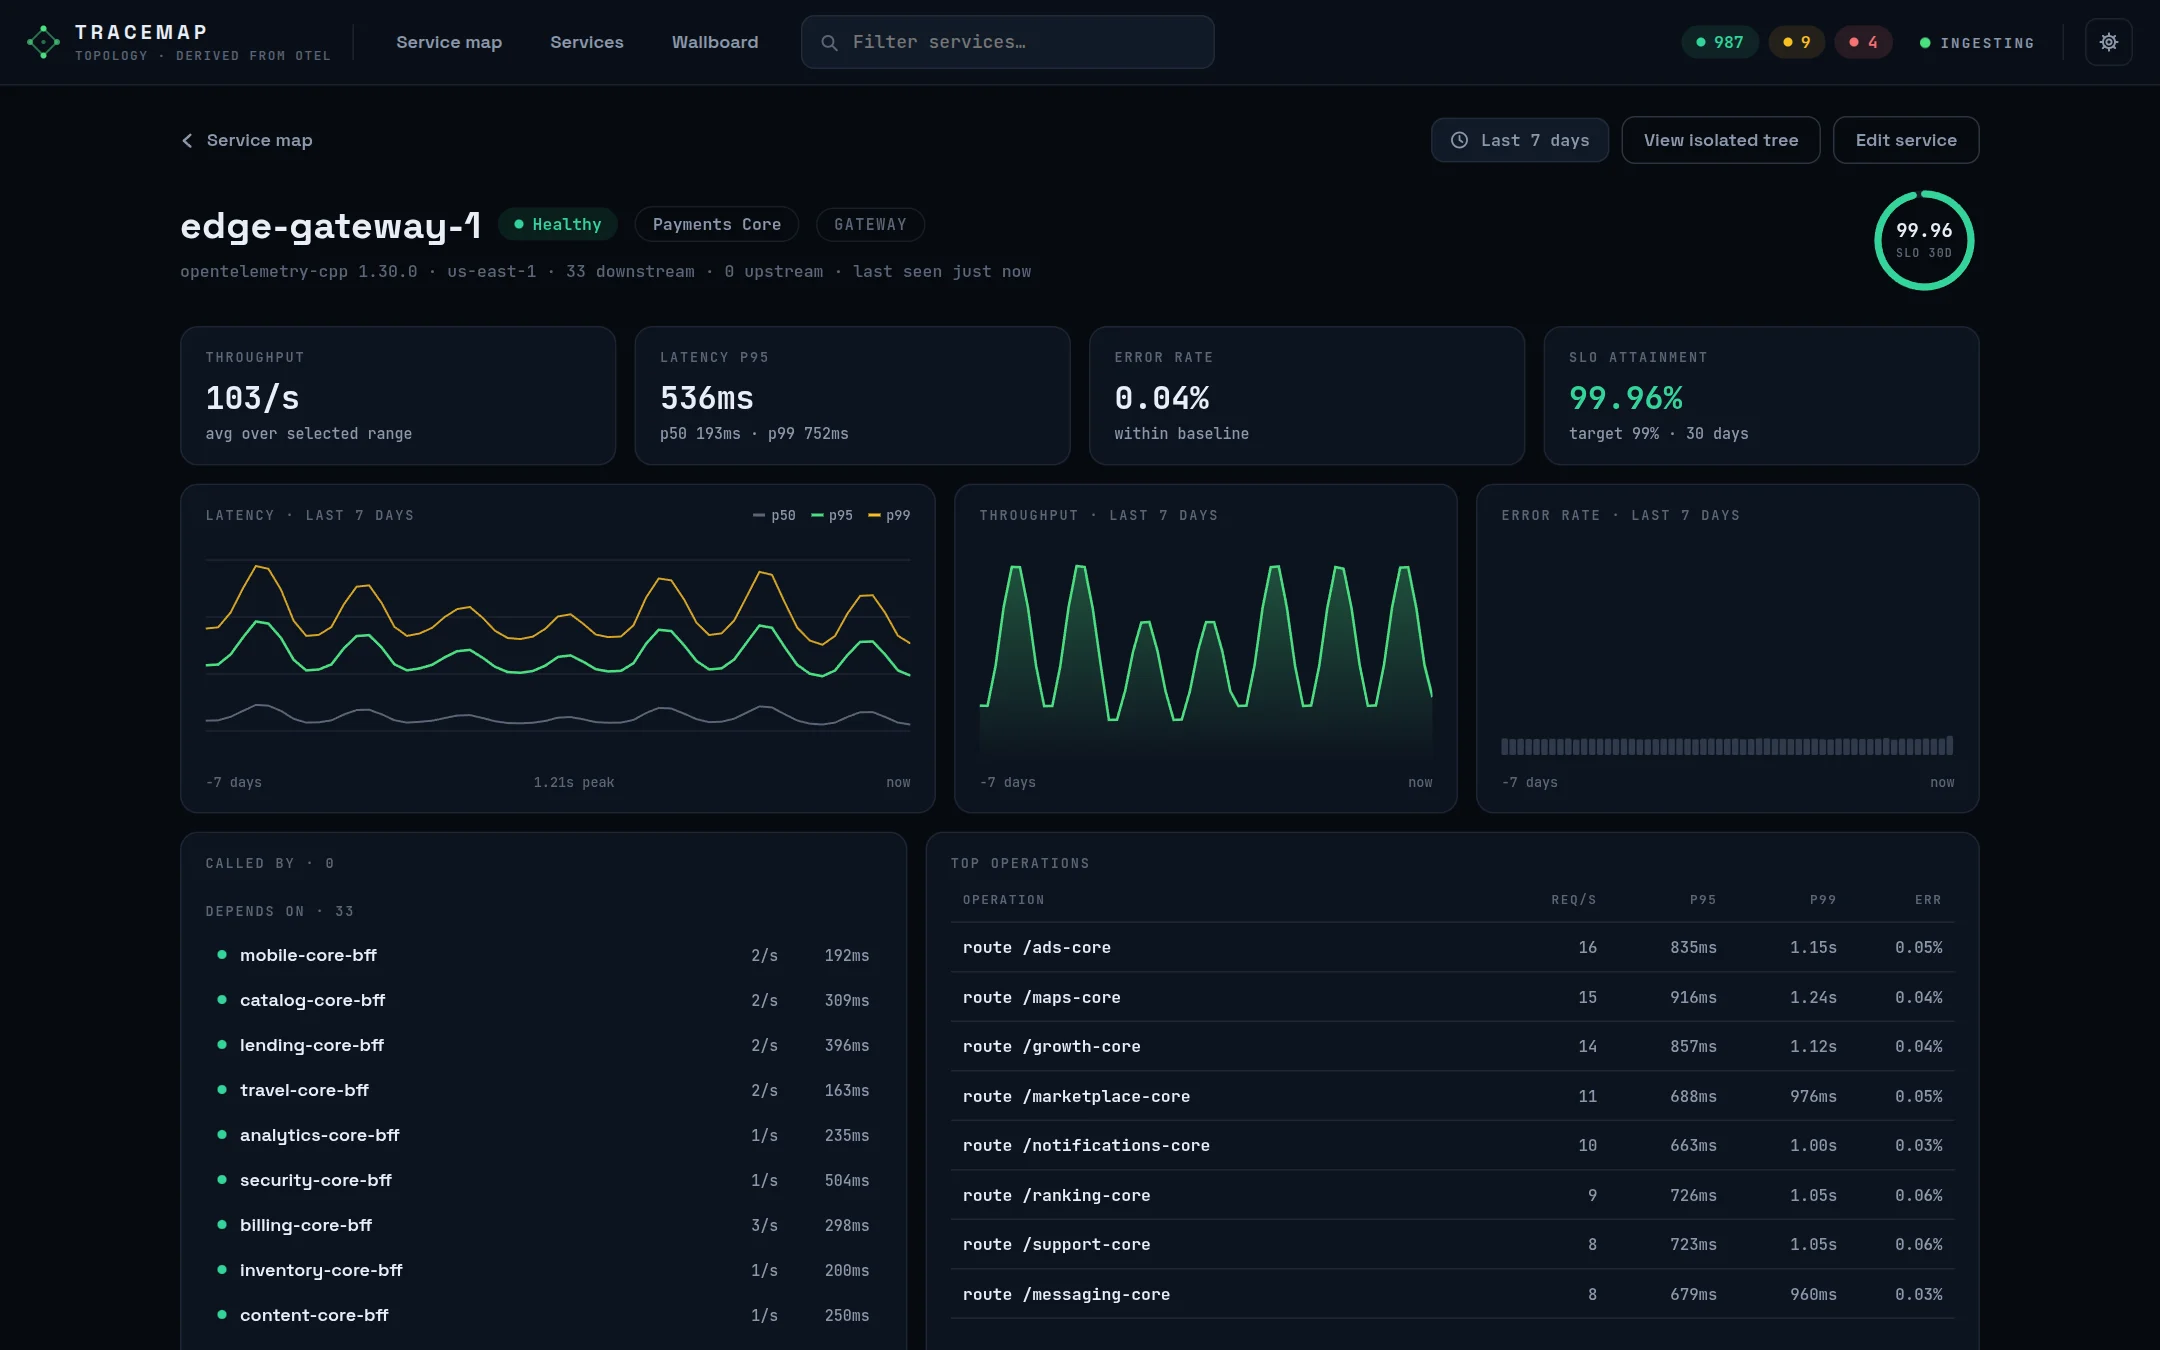 TRACEMAP
TOPOLOGY · DERIVED FROM OTEL
Service map
Services
Wallboard
Filter services…
987
9
4
INGESTING
Service map
Last 7 days
View isolated tree
Edit service
edge-gateway-1
Healthy
Payments Core
GATEWAY
opentelemetry-cpp 1.30.0 · us-east-1 · 33 downstream · 0 upstream · last seen just now
99.96
SLO 30D
THROUGHPUT
103/s
avg over selected range
LATENCY P95
536ms
p50 193ms · p99 752ms
ERROR RATE
0.04%
within baseline
SLO ATTAINMENT
99.96%
target 99% · 30 days
LATENCY · LAST 7 DAYS
p50 p95 p99
-7 days 1.21s peak now
THROUGHPUT · LAST 7 DAYS
-7 days now
ERROR RATE · LAST 7 DAYS
-7 days now
CALLED BY · 0
DEPENDS ON · 33
mobile-core-bff 2/s 192ms
catalog-core-bff 2/s 309ms
lending-core-bff 2/s 396ms
travel-core-bff 2/s 163ms
analytics-core-bff 1/s 235ms
security-core-bff 1/s 504ms
billing-core-bff 3/s 298ms
inventory-core-bff 1/s 200ms
content-core-bff 1/s 250ms
TOP OPERATIONS
OPERATION REQ/S P95 P99 ERR
route /ads-core 16 835ms 1.15s 0.05%
route /maps-core 15 916ms 1.24s 0.04%
route /growth-core 14 857ms 1.12s 0.04%
route /marketplace-core 11 688ms 976ms 0.05%
route /notifications-core 10 663ms 1.00s 0.03%
route /ranking-core 9 726ms 1.05s 0.06%
route /support-core 8 723ms 1.05s 0.06%
route /messaging-core 8 679ms 960ms 0.03%